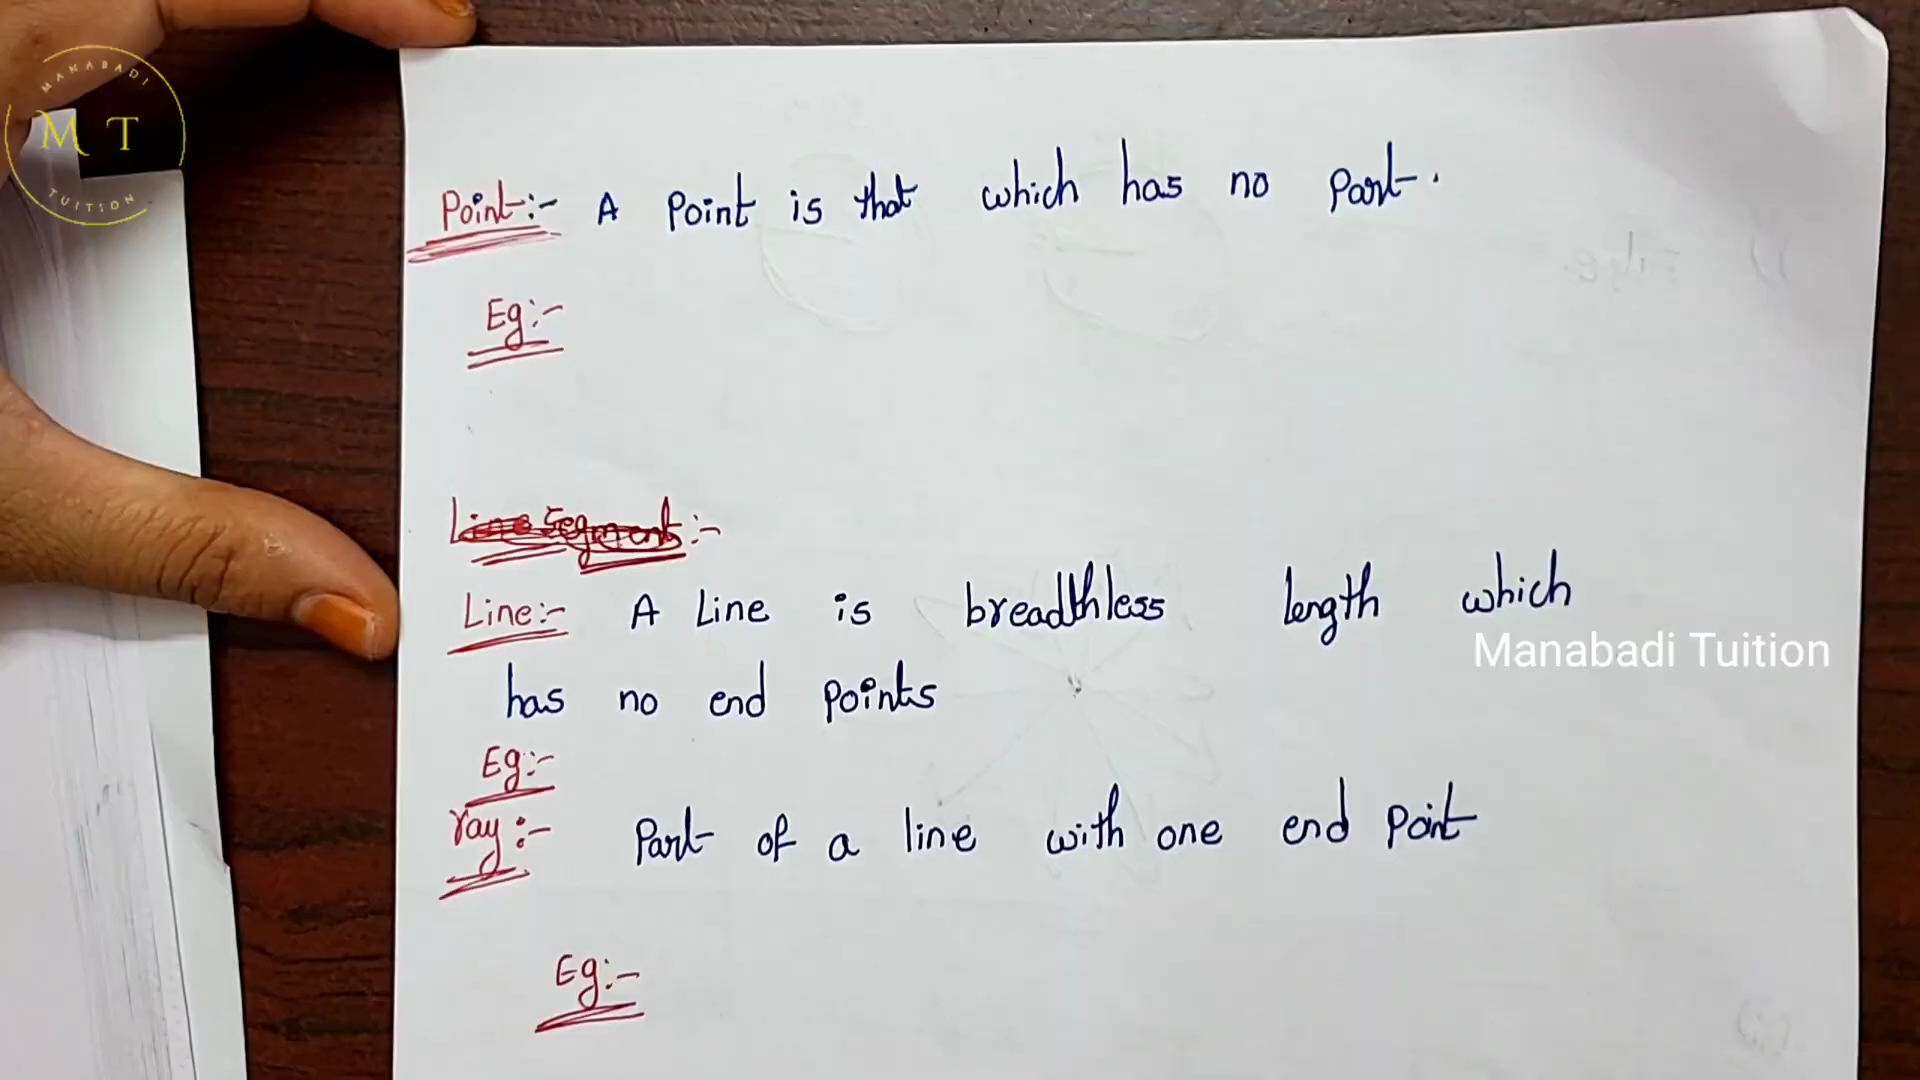 MANABADI
M T
TUITION
Point:- A Point is that which has no Part.
Eg:-
Line Segment:-
Line:- A Line is breadthless length which
Manabadi Tuition
has no end points
Eg:-
ray:- Part of a line with one end Point
Eg:-